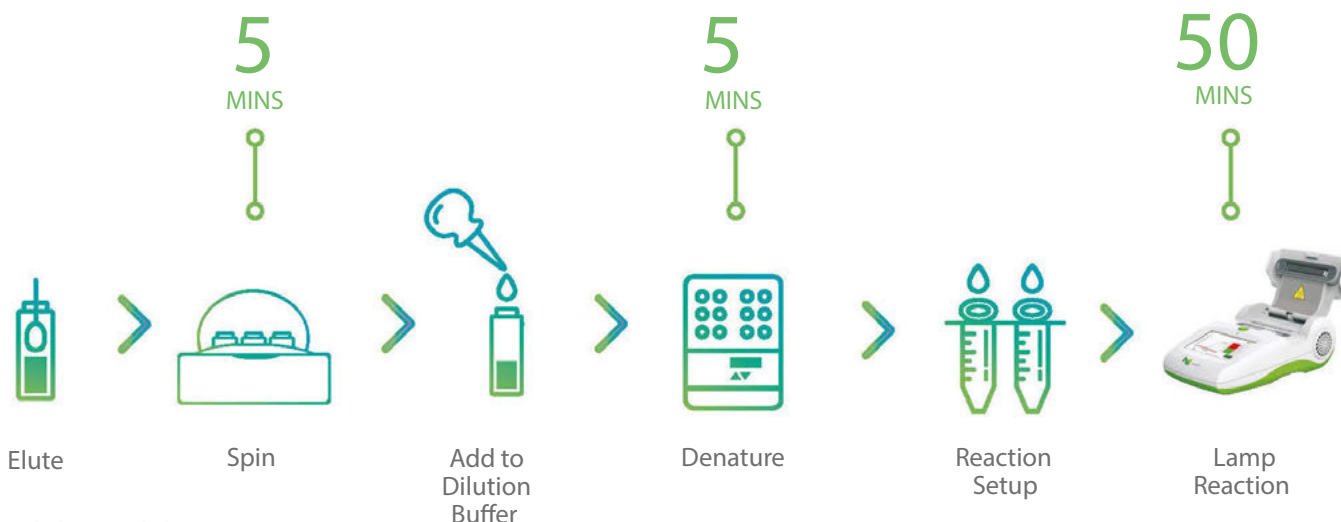 5
MINS
5
MINS
50
MINS
Elute
Spin
Add to
Dilution
Buffer
Denature
Reaction
Setup
Lamp
Reaction